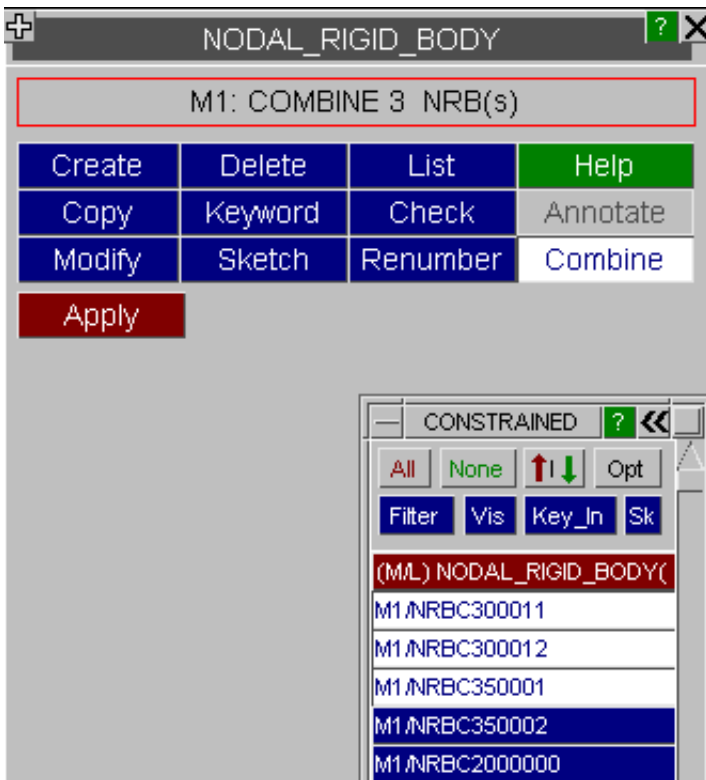 NODAL_RIGID_BODY ?
M1: COMBINE 3 NRB(s)
Create Delete List Help
Copy Keyword Check Annotate
Modify Sketch Renumber Combine
Apply
CONSTRAINED ?
All None Opt
Filter Vis Key_In Sk
(M/L) NODAL_RIGID_BODY(
M1/NRBC300011
M1/NRBC300012
M1/NRBC350001
M1/NRBC350002
M1/NRBC2000000